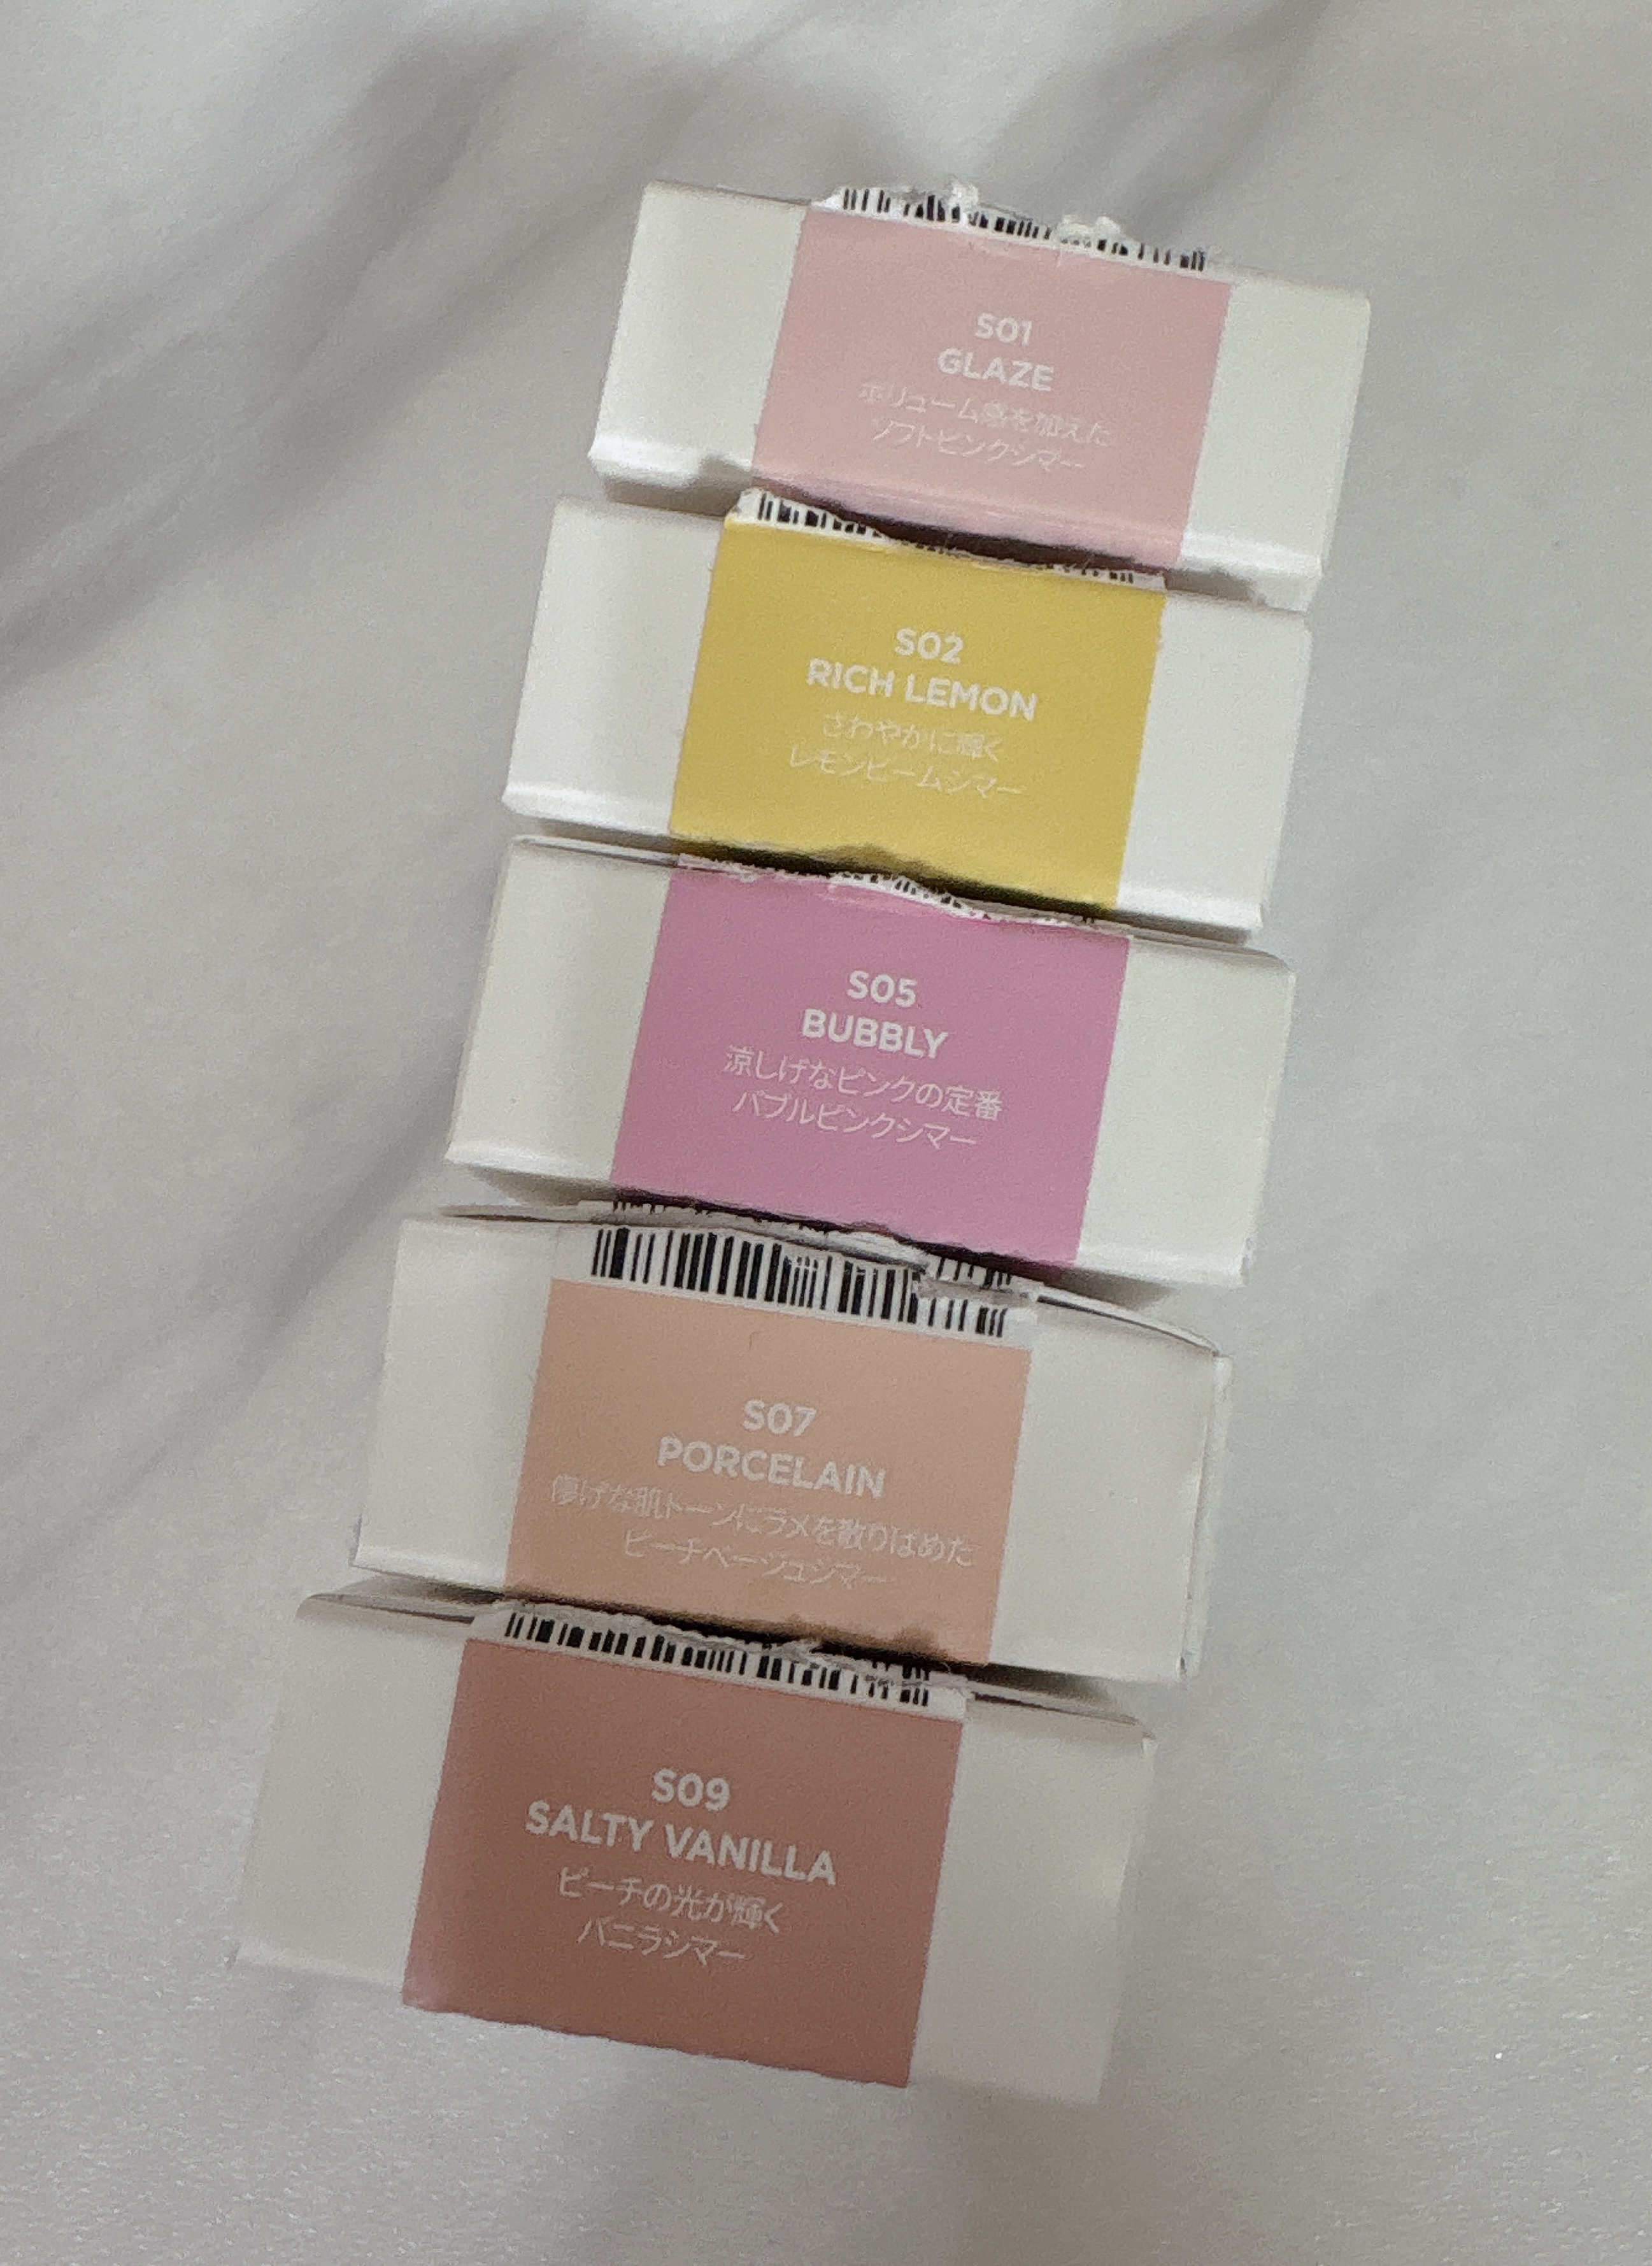 S01
GLAZE
ボリューム感を加えた
ソフトピンクシマー
S02
RICH LEMON
さわやかに輝く
レモンビームシマー
S05
BUBBLY
涼しげなピンクの定番
バブルピンクシマー
S07
PORCELAIN
儚げな肌トーンにラメを散りばめた
ピーチベージュシマー
S09
SALTY VANILLA
ピーチの光が輝く
バニラシマー